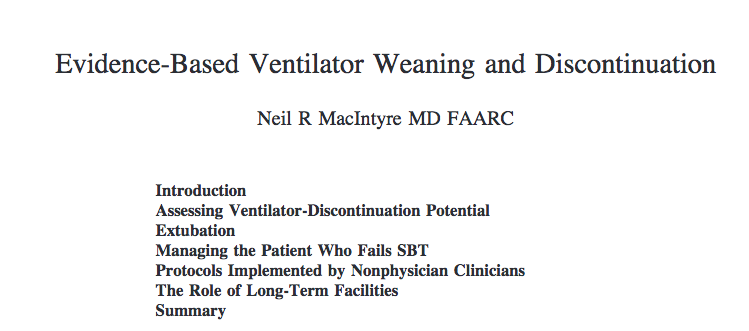 Evidence-Based Ventilator Weaning and Discontinuation
Neil R MacIntyre MD FAARC
Introduction
Assessing Ventilator-Discontinuation Potential
Extubation
Managing the Patient Who Fails SBT
Protocols Implemented by Nonphysician Clinicians
The Role of Long-Term Facilities
Summary